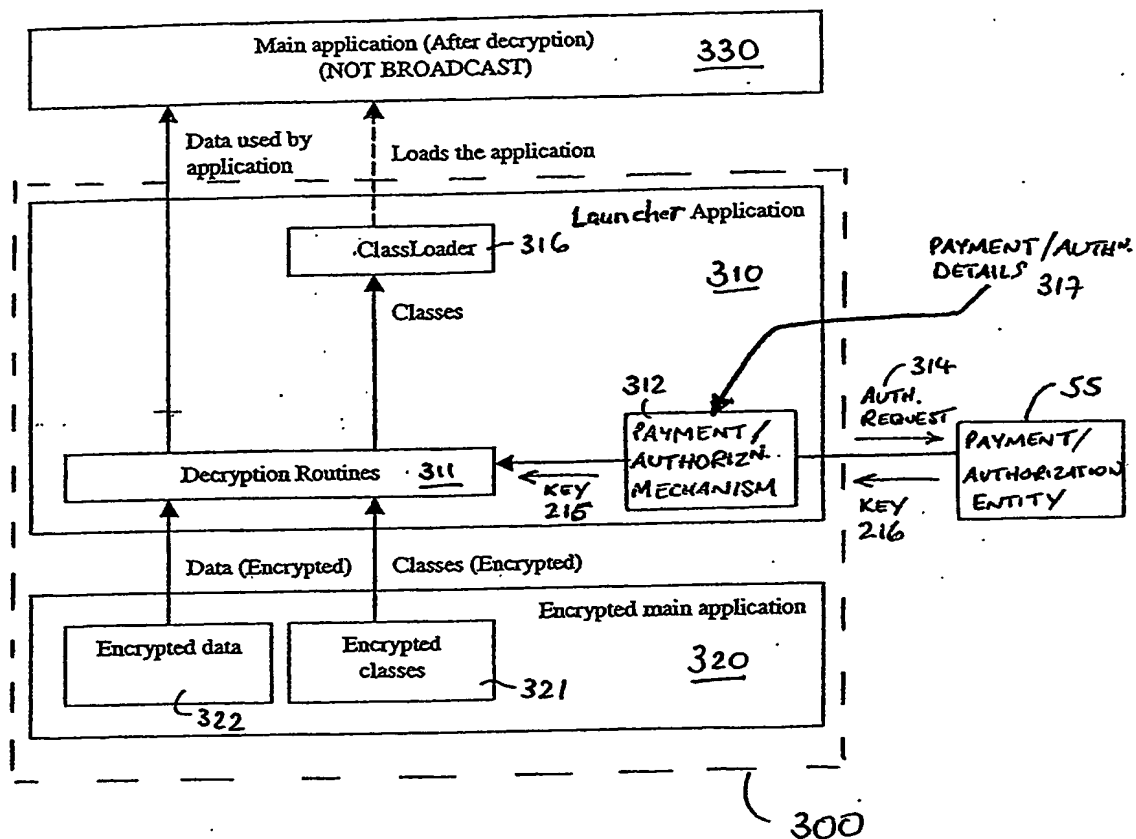 Main application (After decryption)
(NOT BROADCAST)
330
Data used by
application
Loads the application
Launcher Application
ClassLoader
316
310
PAYMENT/AUTHN.
DETAILS 317
Classes
312
314
AUTH.
REQUEST
55
PAYMENT/
AUTHORIZN.
MECHANISM
PAYMENT/
AUTHORIZATION
ENTITY
Decryption Routines 311
KEY
215
KEY
216
Data (Encrypted)
Classes (Encrypted)
Encrypted main application
Encrypted data
Encrypted
classes
320
322
321
300